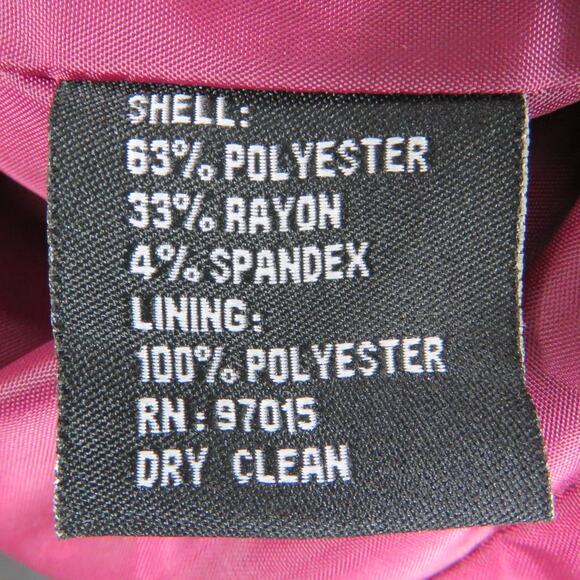 SHELL:
63% POLYESTER
33% RAYON
4% SPANDEX
LINING:
100% POLYESTER
RN: 97015
DRY CLEAN